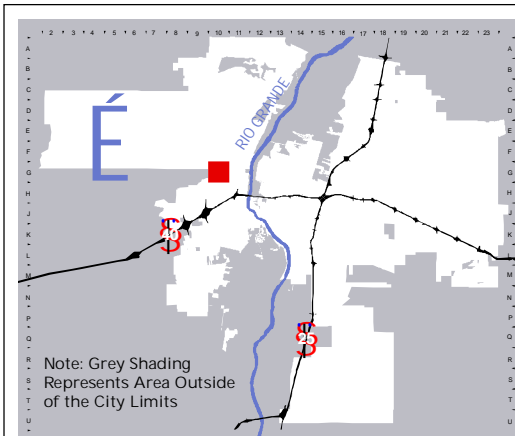 2 3 4 5 6 7 8 9 10 11 12 13 14 15 16 17 18 19 20 21 22 23
A A
B B
C C
D D
E E
F F
G G
H H
J J
K K
L L
M M
N N
P P
Q Q
R R
S S
T T
U U
É
RIO GRANDE
40
25
Note: Grey Shading
Represents Area Outside
of the City Limits